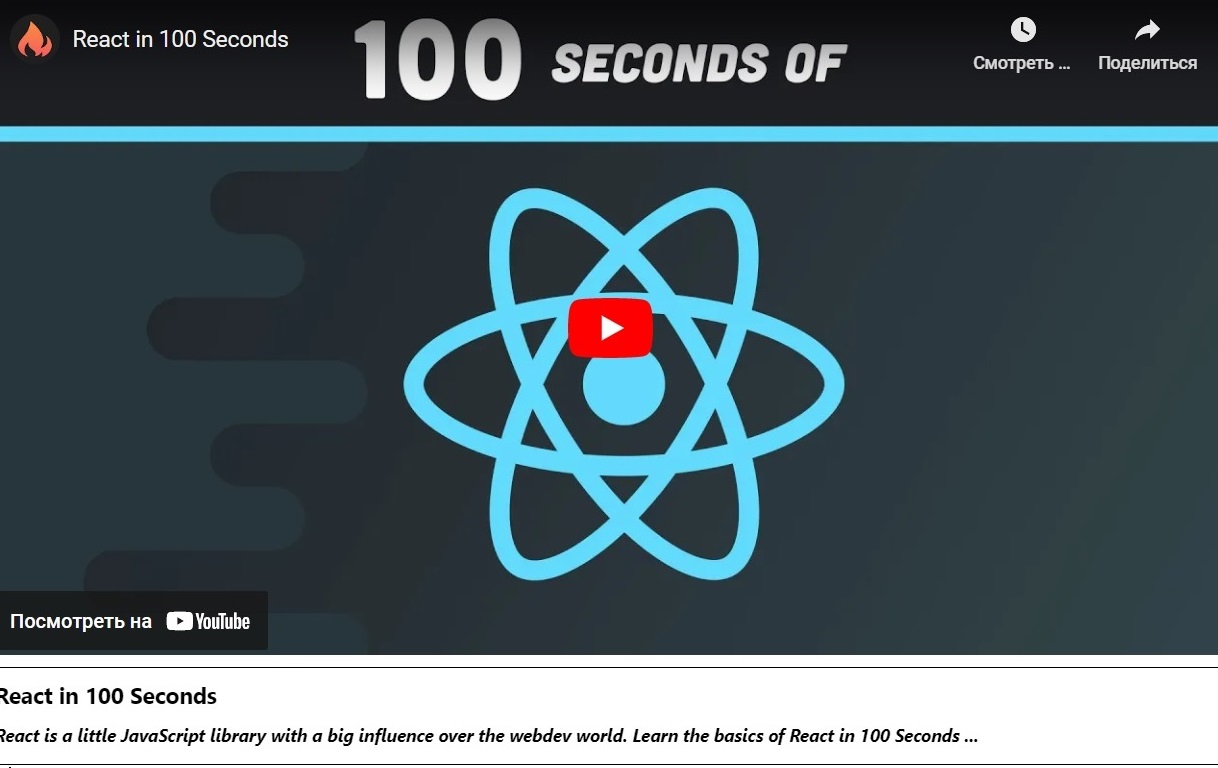 React in 100 Seconds
100 SECONDS OF
Смотреть ...
Поделиться
Посмотреть на YouTube
React in 100 Seconds
React is a little JavaScript library with a big influence over the webdev world. Learn the basics of React in 100 Seconds ...